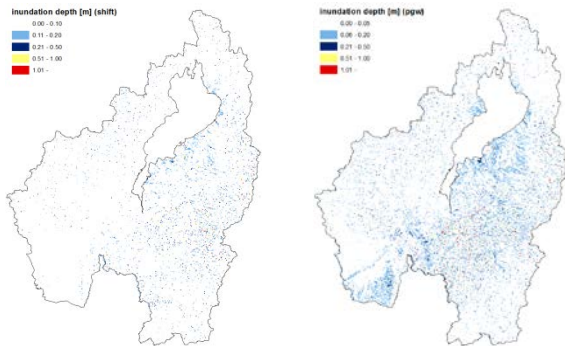 inundation depth [m] (shift)
0.00 - 0.10
0.11 - 0.20
0.21 - 0.50
0.51 - 1.00
1.01 -
inundation depth [m] (pgw)
0.00 - 0.05
0.06 - 0.20
0.21 - 0.50
0.51 - 1.00
1.01 -